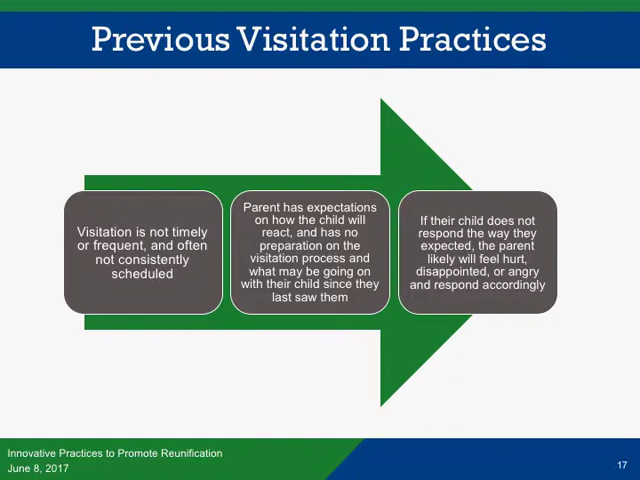 Previous Visitation Practices
Visitation is not timely
or frequent, and often
not consistently
scheduled
Parent has expectations
on how the child will
react, and has no
preparation on the
visitation process and
what may be going on
with their child since they
last saw them
If their child does not
respond the way they
expected, the parent
likely will feel hurt,
disappointed, or angry
and respond accordingly
Innovative Practices to Promote Reunification
June 8, 2017
17